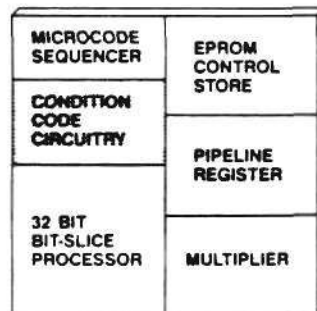 MICROCODE
SEQUENCER
CONDITION
CODE
CIRCUITRY
32 BIT
BIT-SLICE
PROCESSOR
EPROM
CONTROL
STORE
PIPELINE
REGISTER
MULTIPLIER